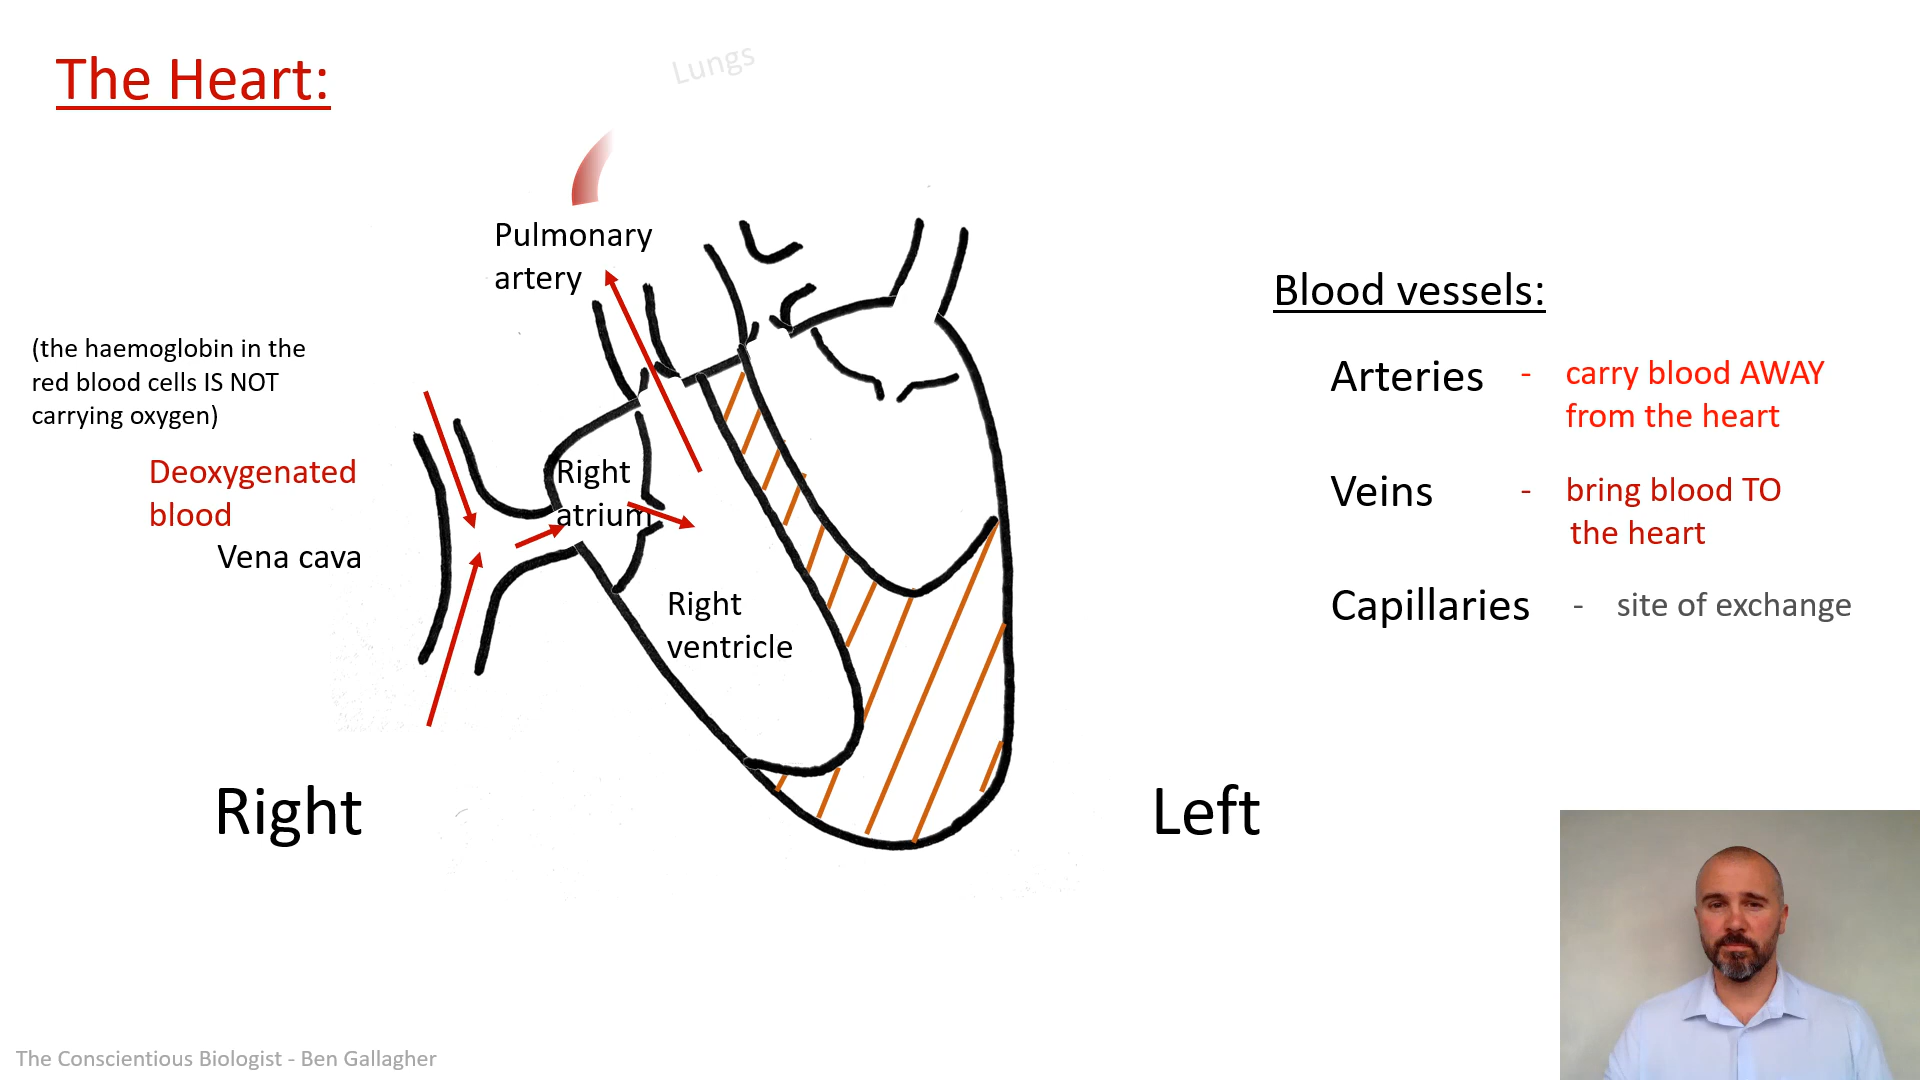 The Heart:
Lungs
Pulmonary
artery
(the haemoglobin in the
red blood cells IS NOT
carrying oxygen)
Deoxygenated
blood
Vena cava
Right
atrium
Right
ventricle
Right
Left
Blood vessels:
Arteries - carry blood AWAY
from the heart
Veins - bring blood TO
the heart
Capillaries - site of exchange
The Conscientious Biologist - Ben Gallagher